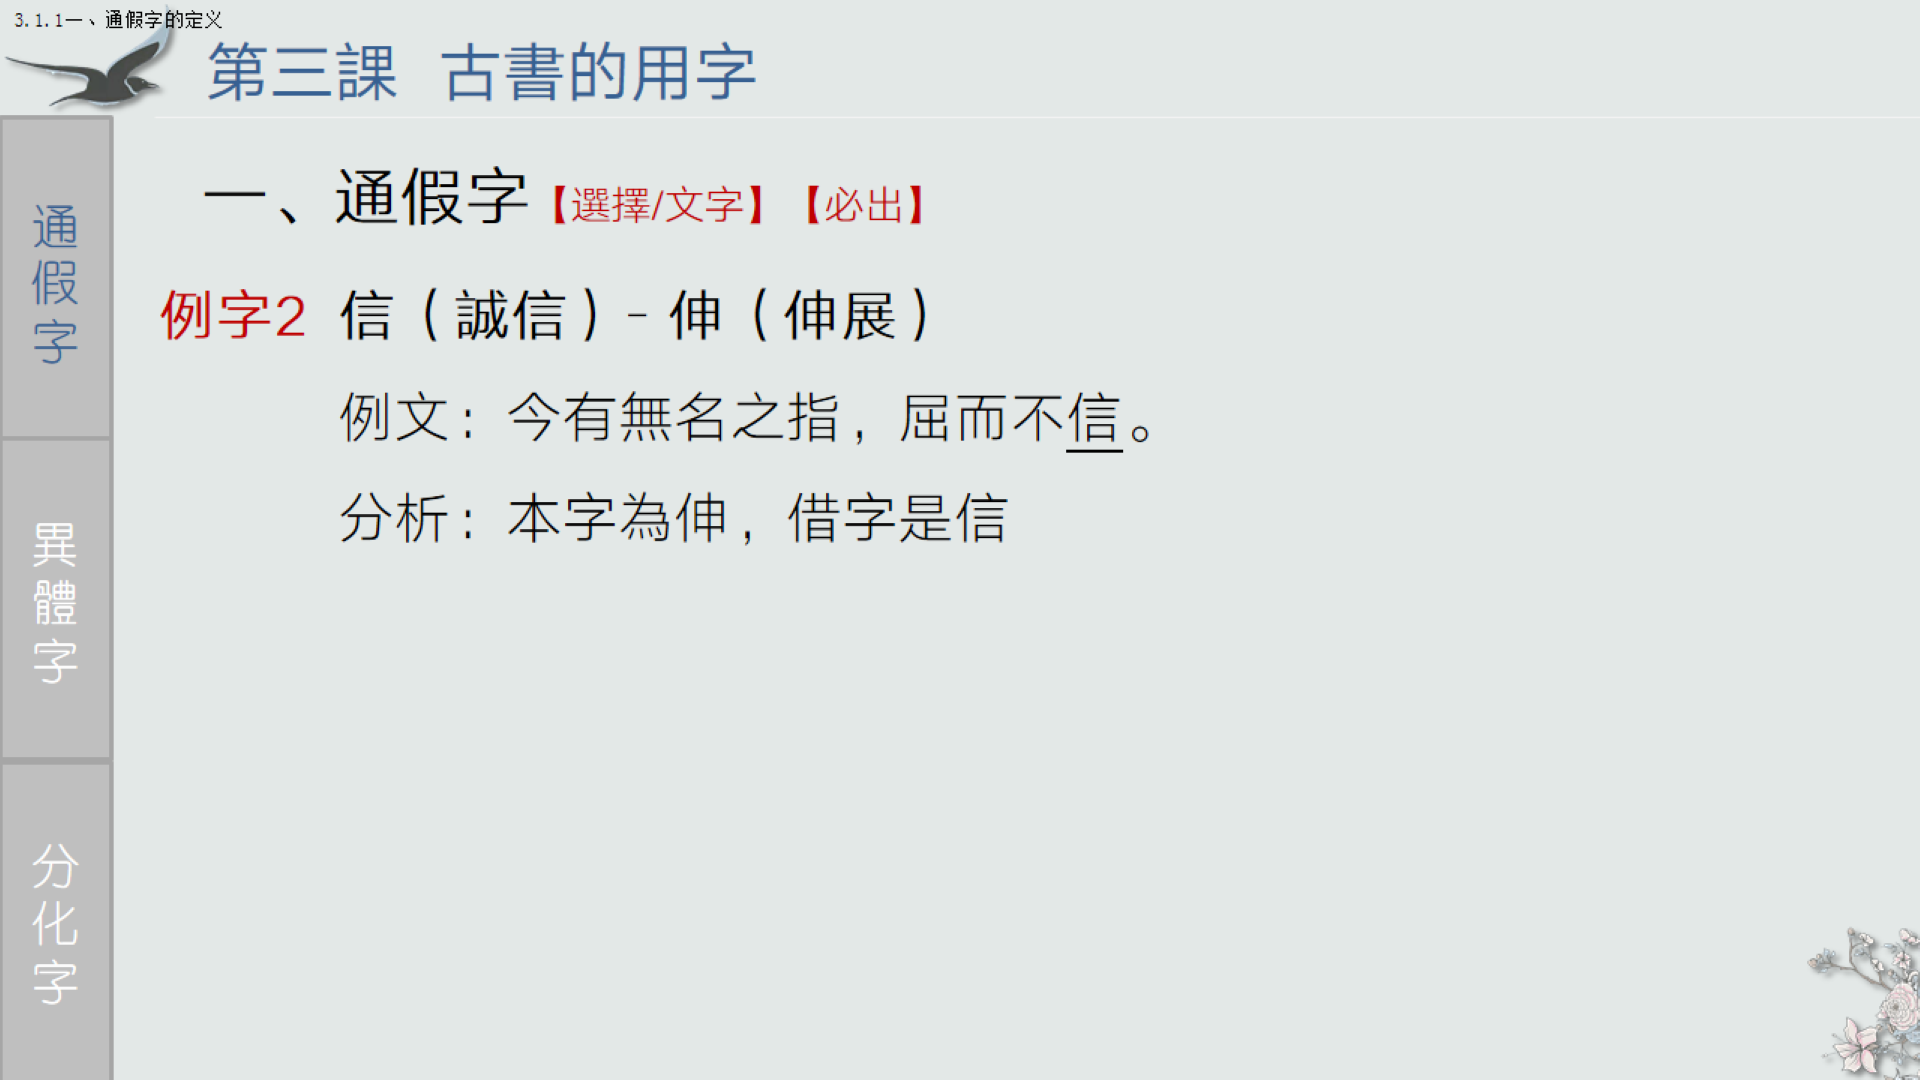 3.1.1一、通假字的定义
第三課 古書的用字
一、通假字【選擇/文字】【必出】
例字2 信（誠信）- 伸（伸展）
例文：今有無名之指，屈而不信。
分析：本字為伸，借字是信
通假字
異體字
分化字